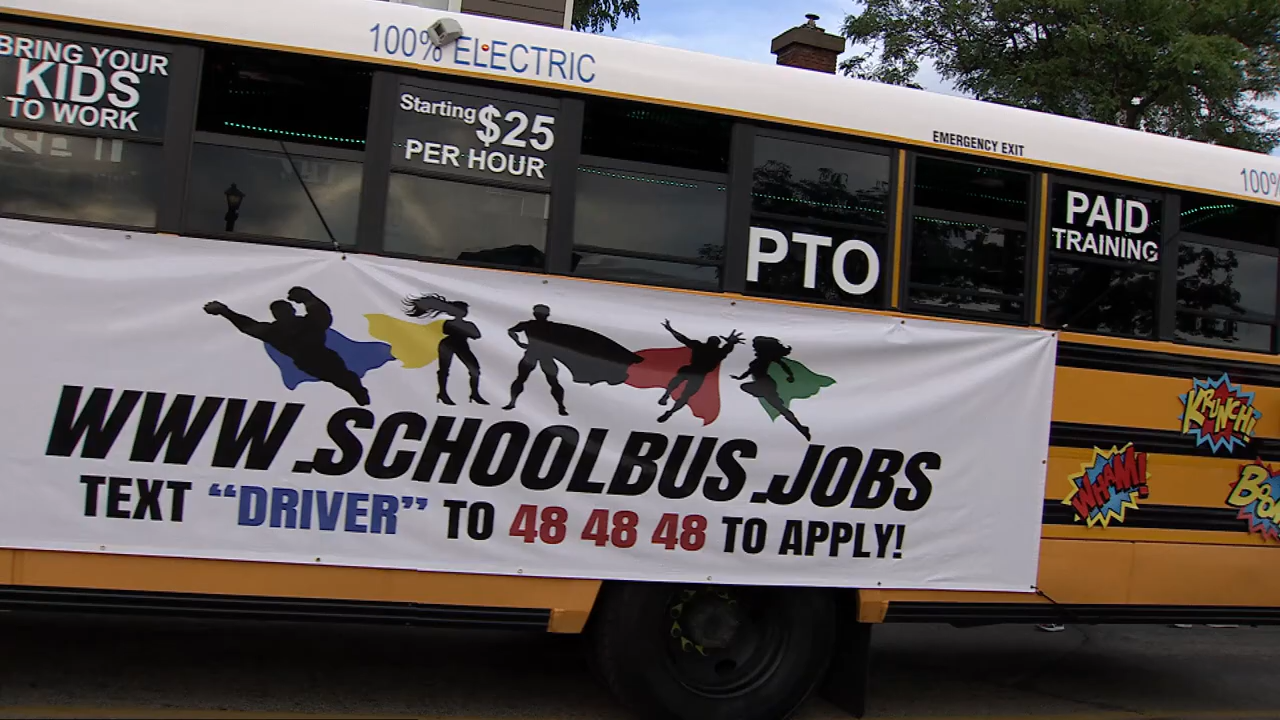 100% ELECTRIC
BRING YOUR
KIDS
TO WORK
Starting $25
PER HOUR
PTO
EMERGENCY EXIT
PAID
TRAINING
100%
WWW.SCHOOLBUS.JOBS
TEXT “DRIVER” TO 48 48 48 TO APPLY!
KRUNCH!
WHAM!
BOOM